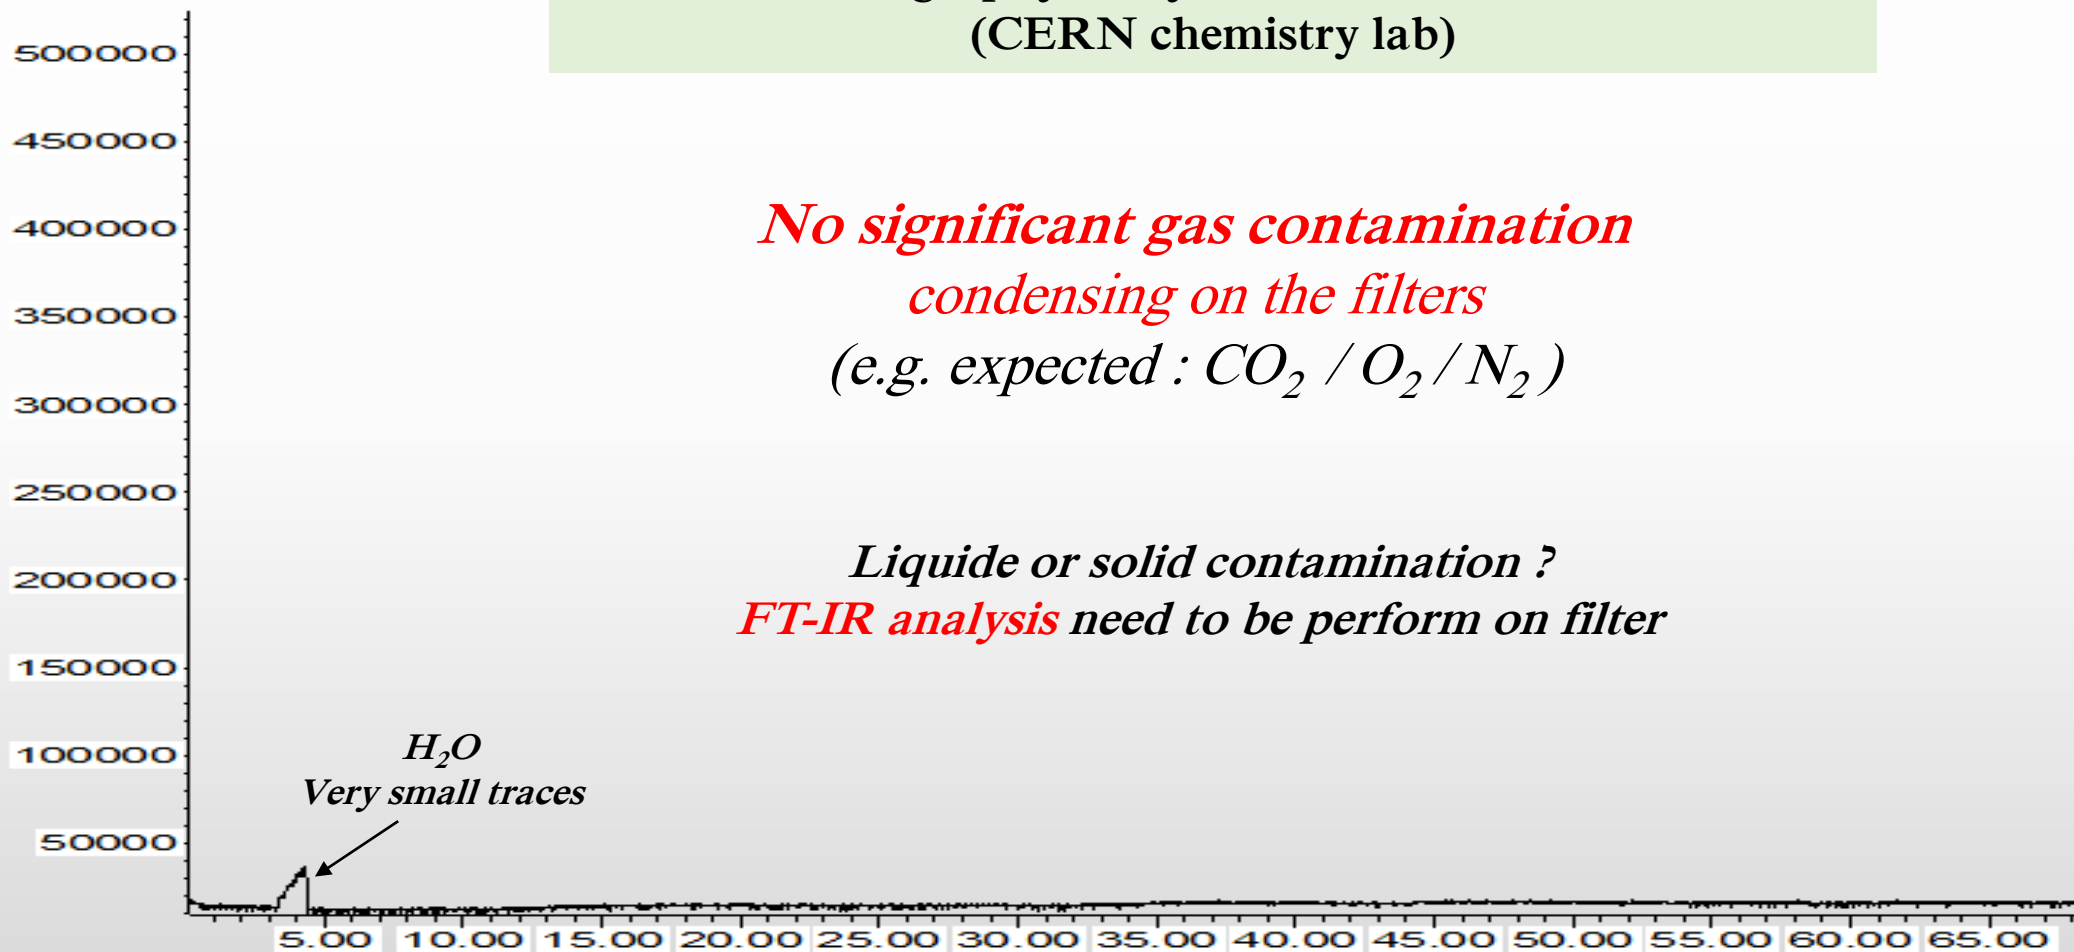 (CERN chemistry lab)
500000
450000
400000
350000
300000
250000
200000
150000
100000
50000
No significant gas contamination
condensing on the filters
(e.g. expected : CO₂ / O₂ / N₂ )
Liquide or solid contamination ?
FT-IR analysis need to be perform on filter
H₂O
Very small traces
5.00 10.00 15.00 20.00 25.00 30.00 35.00 40.00 45.00 50.00 55.00 60.00 65.00